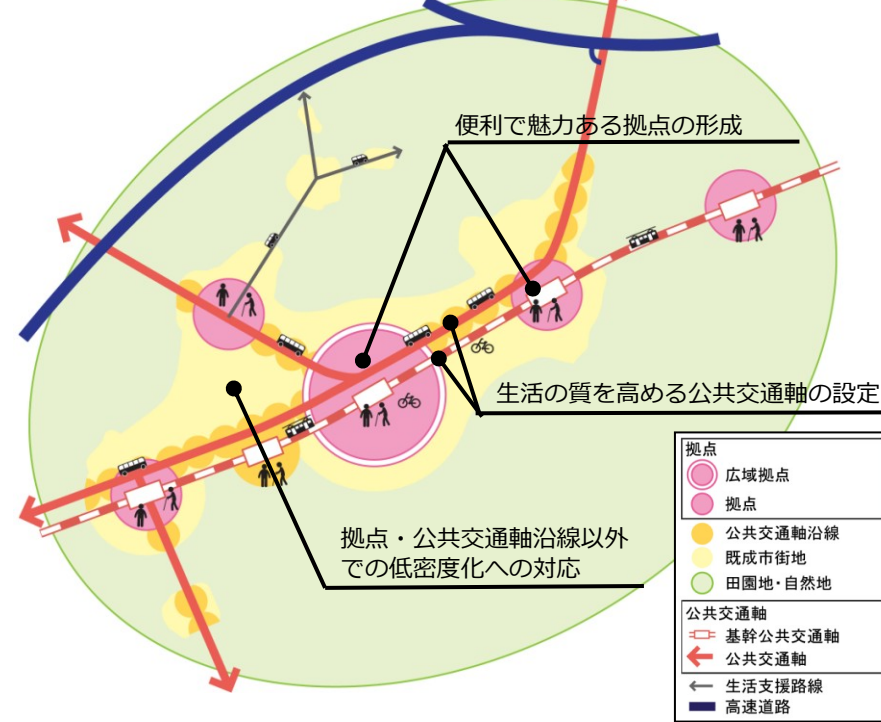 便利で魅力ある拠点の形成
生活の質を高める公共交通軸の設定
拠点・公共交通軸沿線以外
での低密度化への対応
拠点
広域拠点
拠点
公共交通軸沿線
既成市街地
田園地・自然地
公共交通軸
基幹公共交通軸
公共交通軸
生活支援路線
高速道路